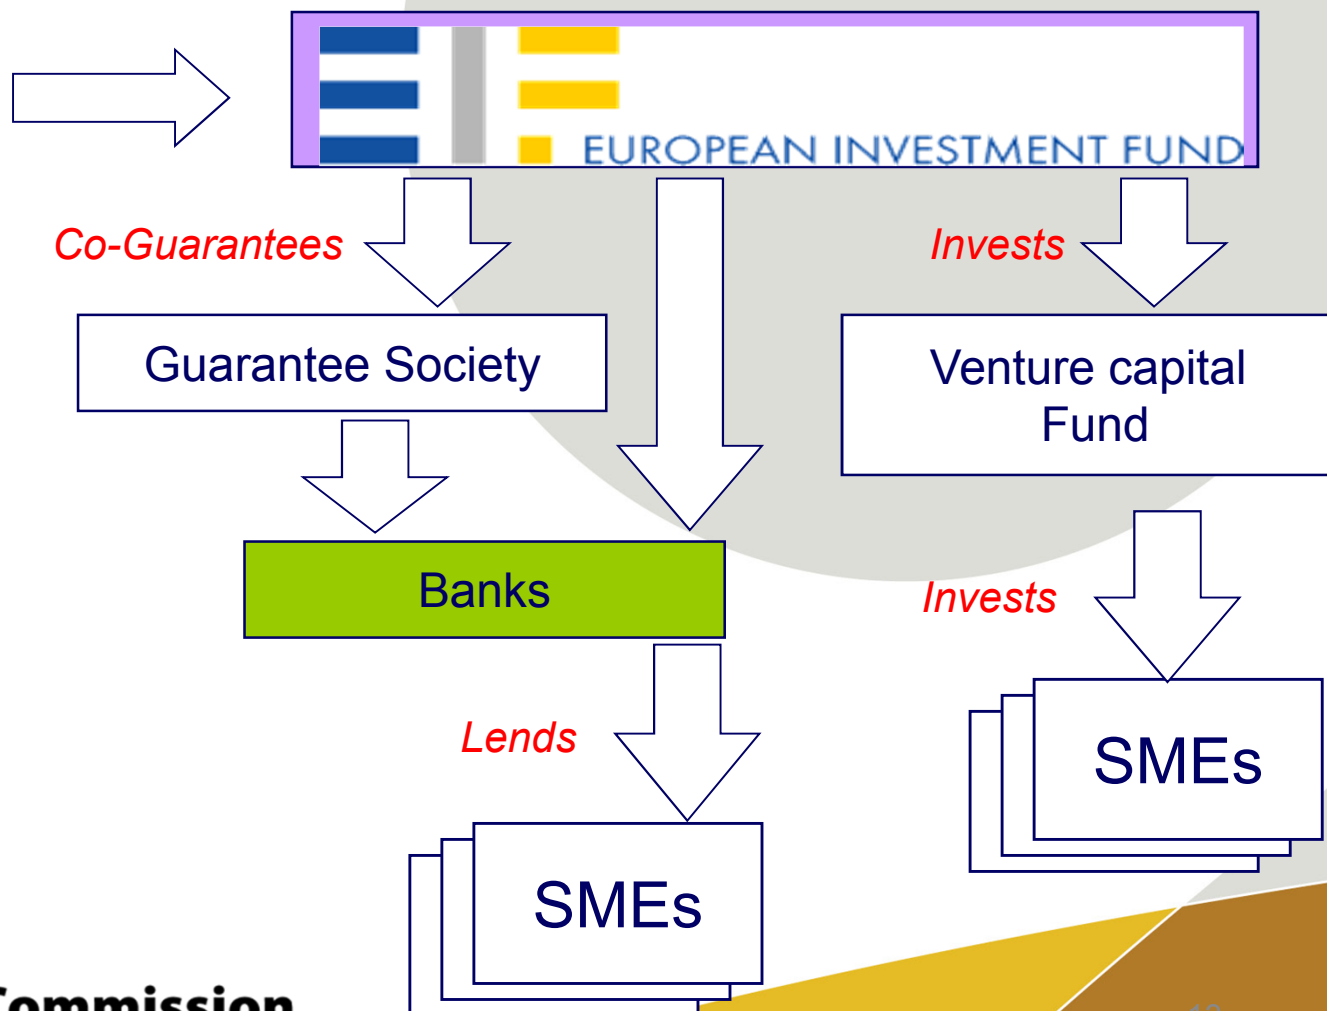 EUROPEAN INVESTMENT FUND
Co-Guarantees
Invests
Guarantee Society
Venture capital
Fund
Banks
Invests
Lends
SMEs
SMEs
Commission